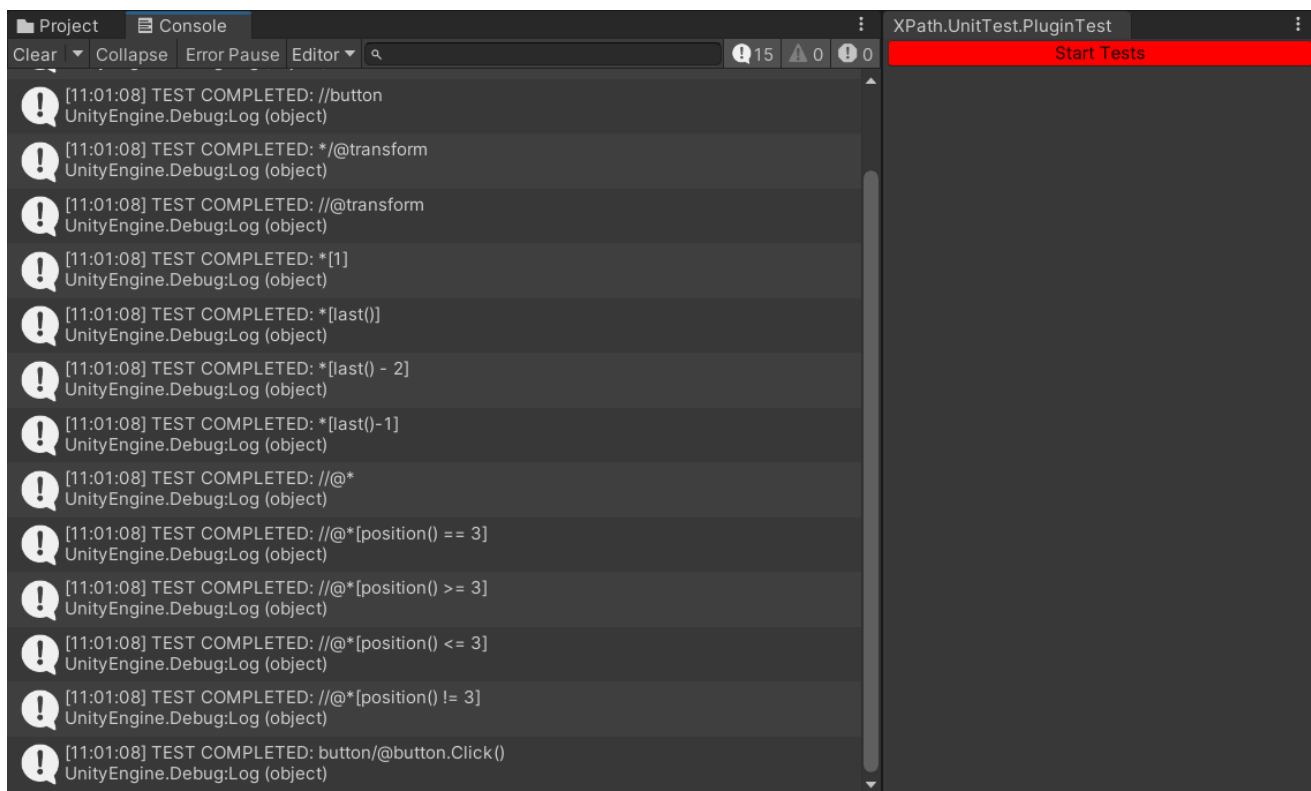 Project
Console
XPath.UnitTest.PluginTest
Clear Collapse Error Pause Editor 15 0 0
Start Tests
[11:01:08] TEST COMPLETED: //button
UnityEngine.Debug:Log (object)
[11:01:08] TEST COMPLETED: */@transform
UnityEngine.Debug:Log (object)
[11:01:08] TEST COMPLETED: //@transform
UnityEngine.Debug:Log (object)
[11:01:08] TEST COMPLETED: *[1]
UnityEngine.Debug:Log (object)
[11:01:08] TEST COMPLETED: *[last()]
UnityEngine.Debug:Log (object)
[11:01:08] TEST COMPLETED: *[last() - 2]
UnityEngine.Debug:Log (object)
[11:01:08] TEST COMPLETED: *[last()-1]
UnityEngine.Debug:Log (object)
[11:01:08] TEST COMPLETED: //@*
UnityEngine.Debug:Log (object)
[11:01:08] TEST COMPLETED: //@*[position() == 3]
UnityEngine.Debug:Log (object)
[11:01:08] TEST COMPLETED: //@*[position() >= 3]
UnityEngine.Debug:Log (object)
[11:01:08] TEST COMPLETED: //@*[position() <= 3]
UnityEngine.Debug:Log (object)
[11:01:08] TEST COMPLETED: //@*[position() != 3]
UnityEngine.Debug:Log (object)
[11:01:08] TEST COMPLETED: button/@button.Click()
UnityEngine.Debug:Log (object)